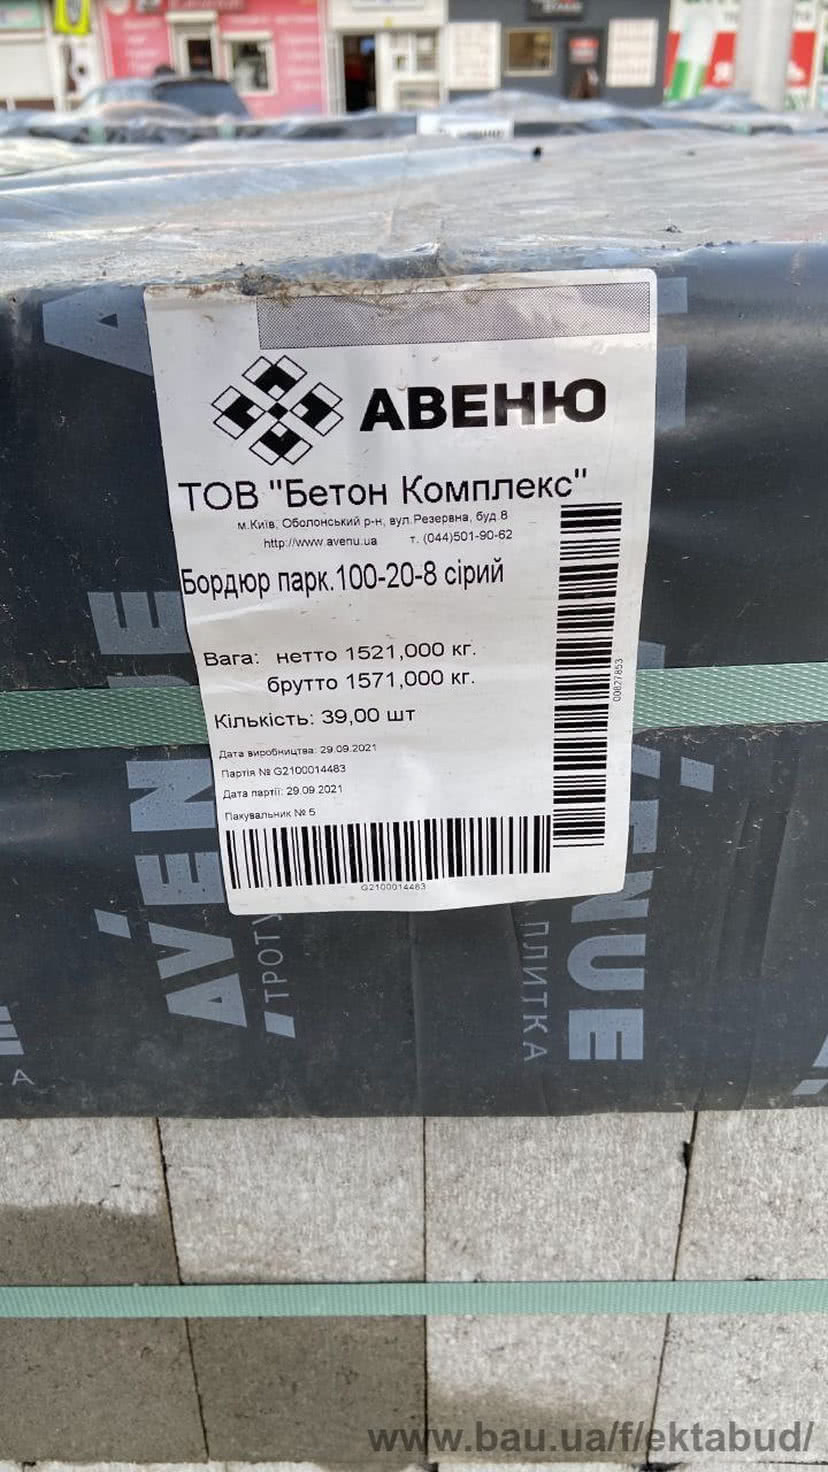 АВЕНЮ
ТОВ "Бетон Комплекс"
м.Київ, Оболонський р-н, вул.Резервна, буд.8
http://www.avenu.ua т. (044)501-90-62
Бордюр парк.100-20-8 сірий
Вага: нетто 1521,000 кг.
брутто 1571,000 кг.
Кількість: 39,00 шт
Дата виробництва: 29.09.2021
Партія № G2100014483
Дата партії: 29.09.2021
Пакувальник № 5
G2100014483
00827853
AVENUE
ПЛИТКА
www.bau.ua/f/ektabud/